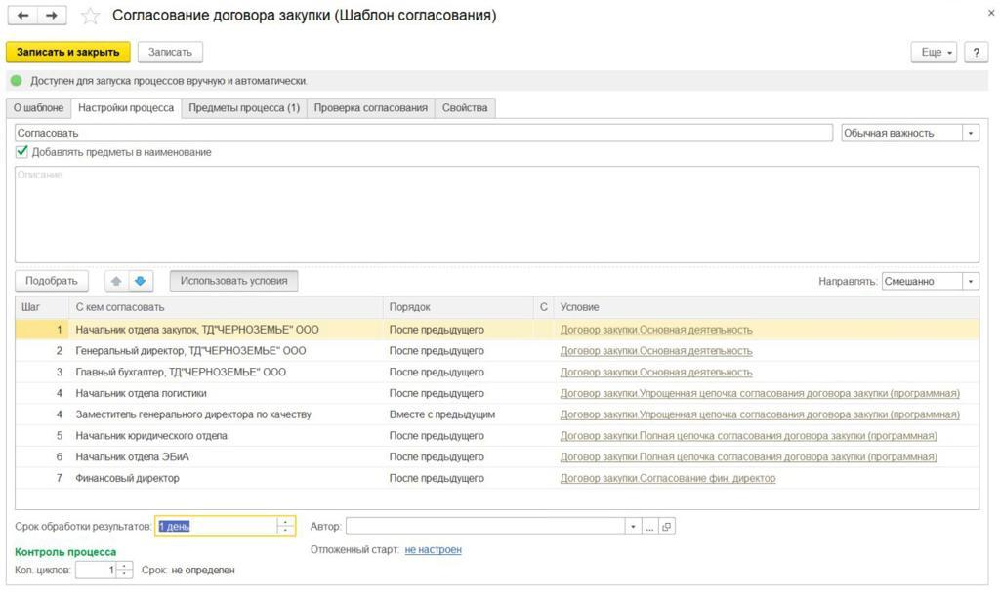 Согласование договора закупки (Шаблон согласования)
Записать и закрыть Записать Еще ?
Доступен для запуска процессов вручную и автоматически.
О шаблоне Настройки процесса Предметы процесса (1) Проверка согласования Свойства
Согласовать Обычная важность
Добавлять предметы в наименование
Описание
Подобрать Использовать условия Направлять: Смешанно
Шаг С кем согласовать Порядок С Условие
1 Начальник отдела закупок, ТД"ЧЕРНОЗЕМЬЕ" ООО После предыдущего Договор закупки.Основная деятельность
2 Генеральный директор, ТД"ЧЕРНОЗЕМЬЕ" ООО После предыдущего Договор закупки.Основная деятельность
3 Главный бухгалтер, ТД"ЧЕРНОЗЕМЬЕ" ООО После предыдущего Договор закупки.Основная деятельность
4 Начальник отдела логистики После предыдущего Договор закупки.Упрощенная цепочка согласования договора закупки (программная)
4 Заместитель генерального директора по качеству Вместе с предыдущим Договор закупки.Упрощенная цепочка согласования договора закупки (программная)
5 Начальник юридического отдела После предыдущего Договор закупки.Полная цепочка согласования договора закупки (программная)
6 Начальник отдела ЭБиА После предыдущего Договор закупки.Полная цепочка согласования договора закупки (программная)
7 Финансовый директор После предыдущего Договор закупки.Согласование фин. директор
Срок обработки результатов: 1 день Автор: ...
Контроль процесса Отложенный старт: не настроен
Кол. циклов: 1 Срок: не определен